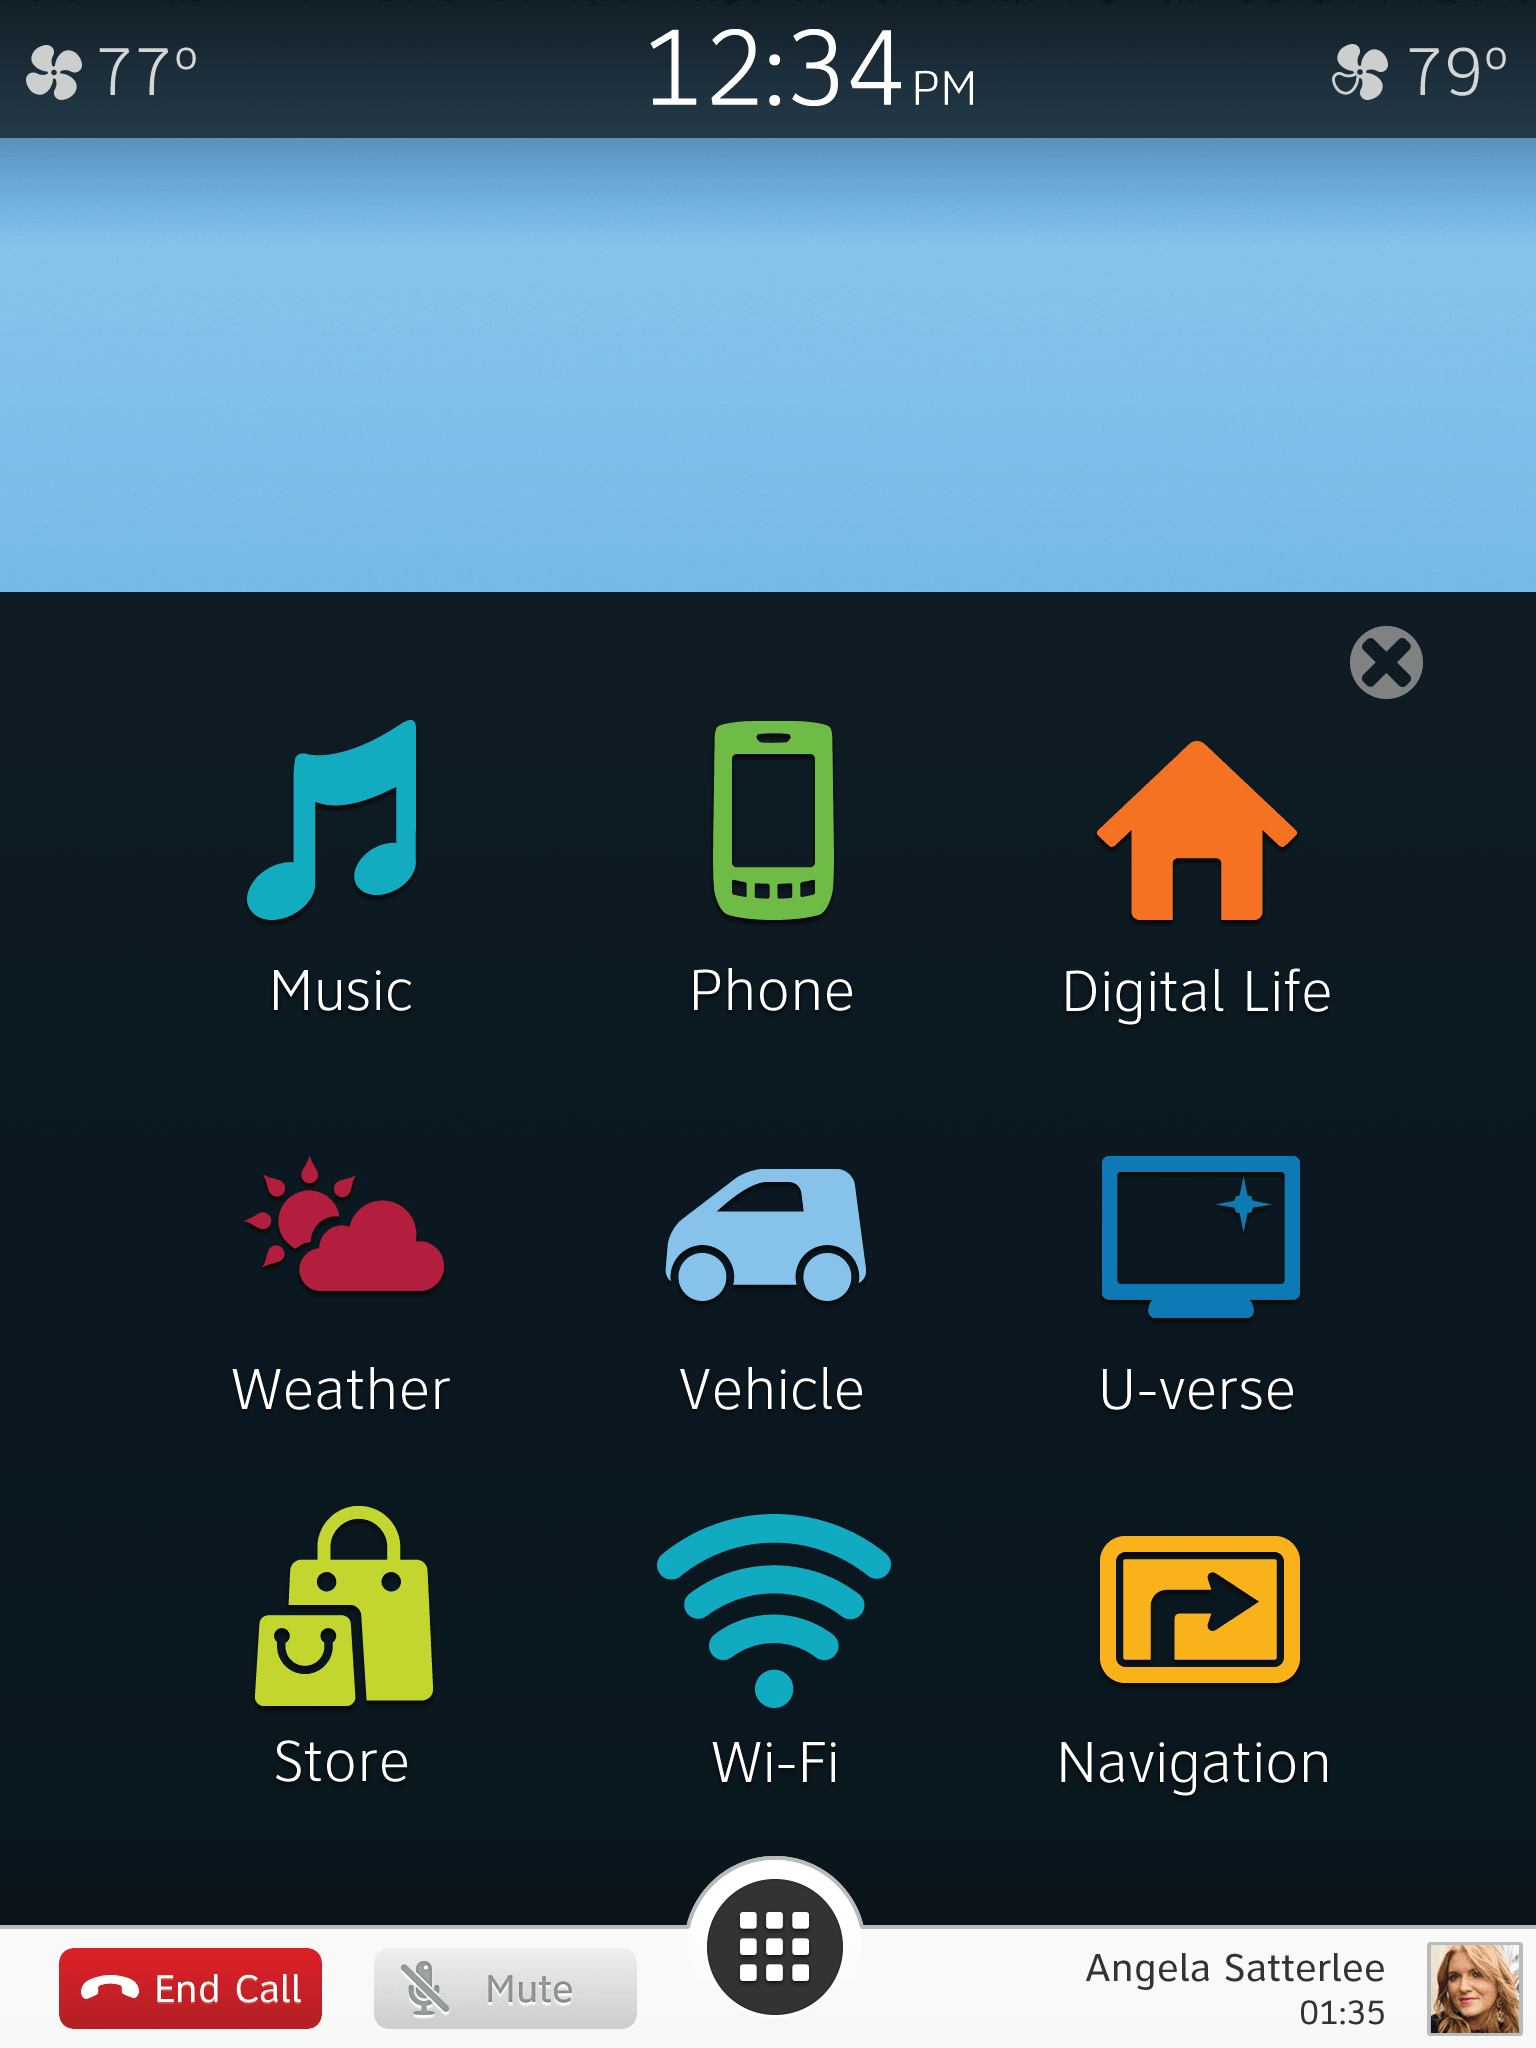 77° 12:34 PM 79°
Music Phone Digital Life
Weather Vehicle U-verse
Store Wi-Fi Navigation
End Call Mute Angela Satterlee
01:35